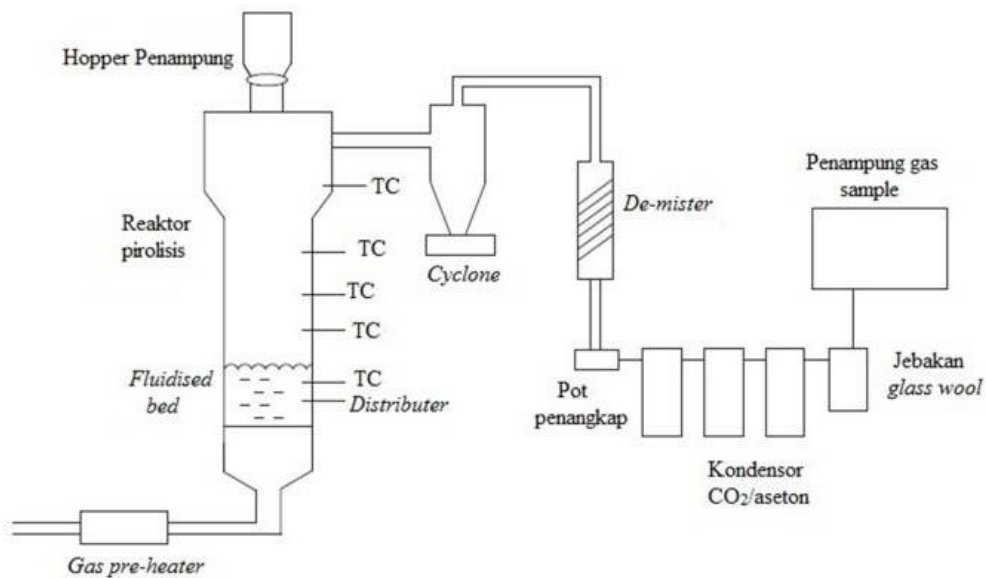 Hopper Penampung
TC
Reaktor
pirolisis
TC
TC
TC
Fluidised
bed
TC
Distributer
Gas pre-heater
Cyclone
De-mister
Pot
penangkap
Kondensor
CO₂/aseton
Penampung gas
sample
Jebakan
glass wool